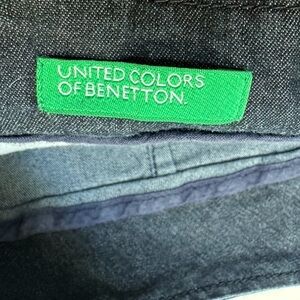 UNITED COLORS
OF BENETTON.